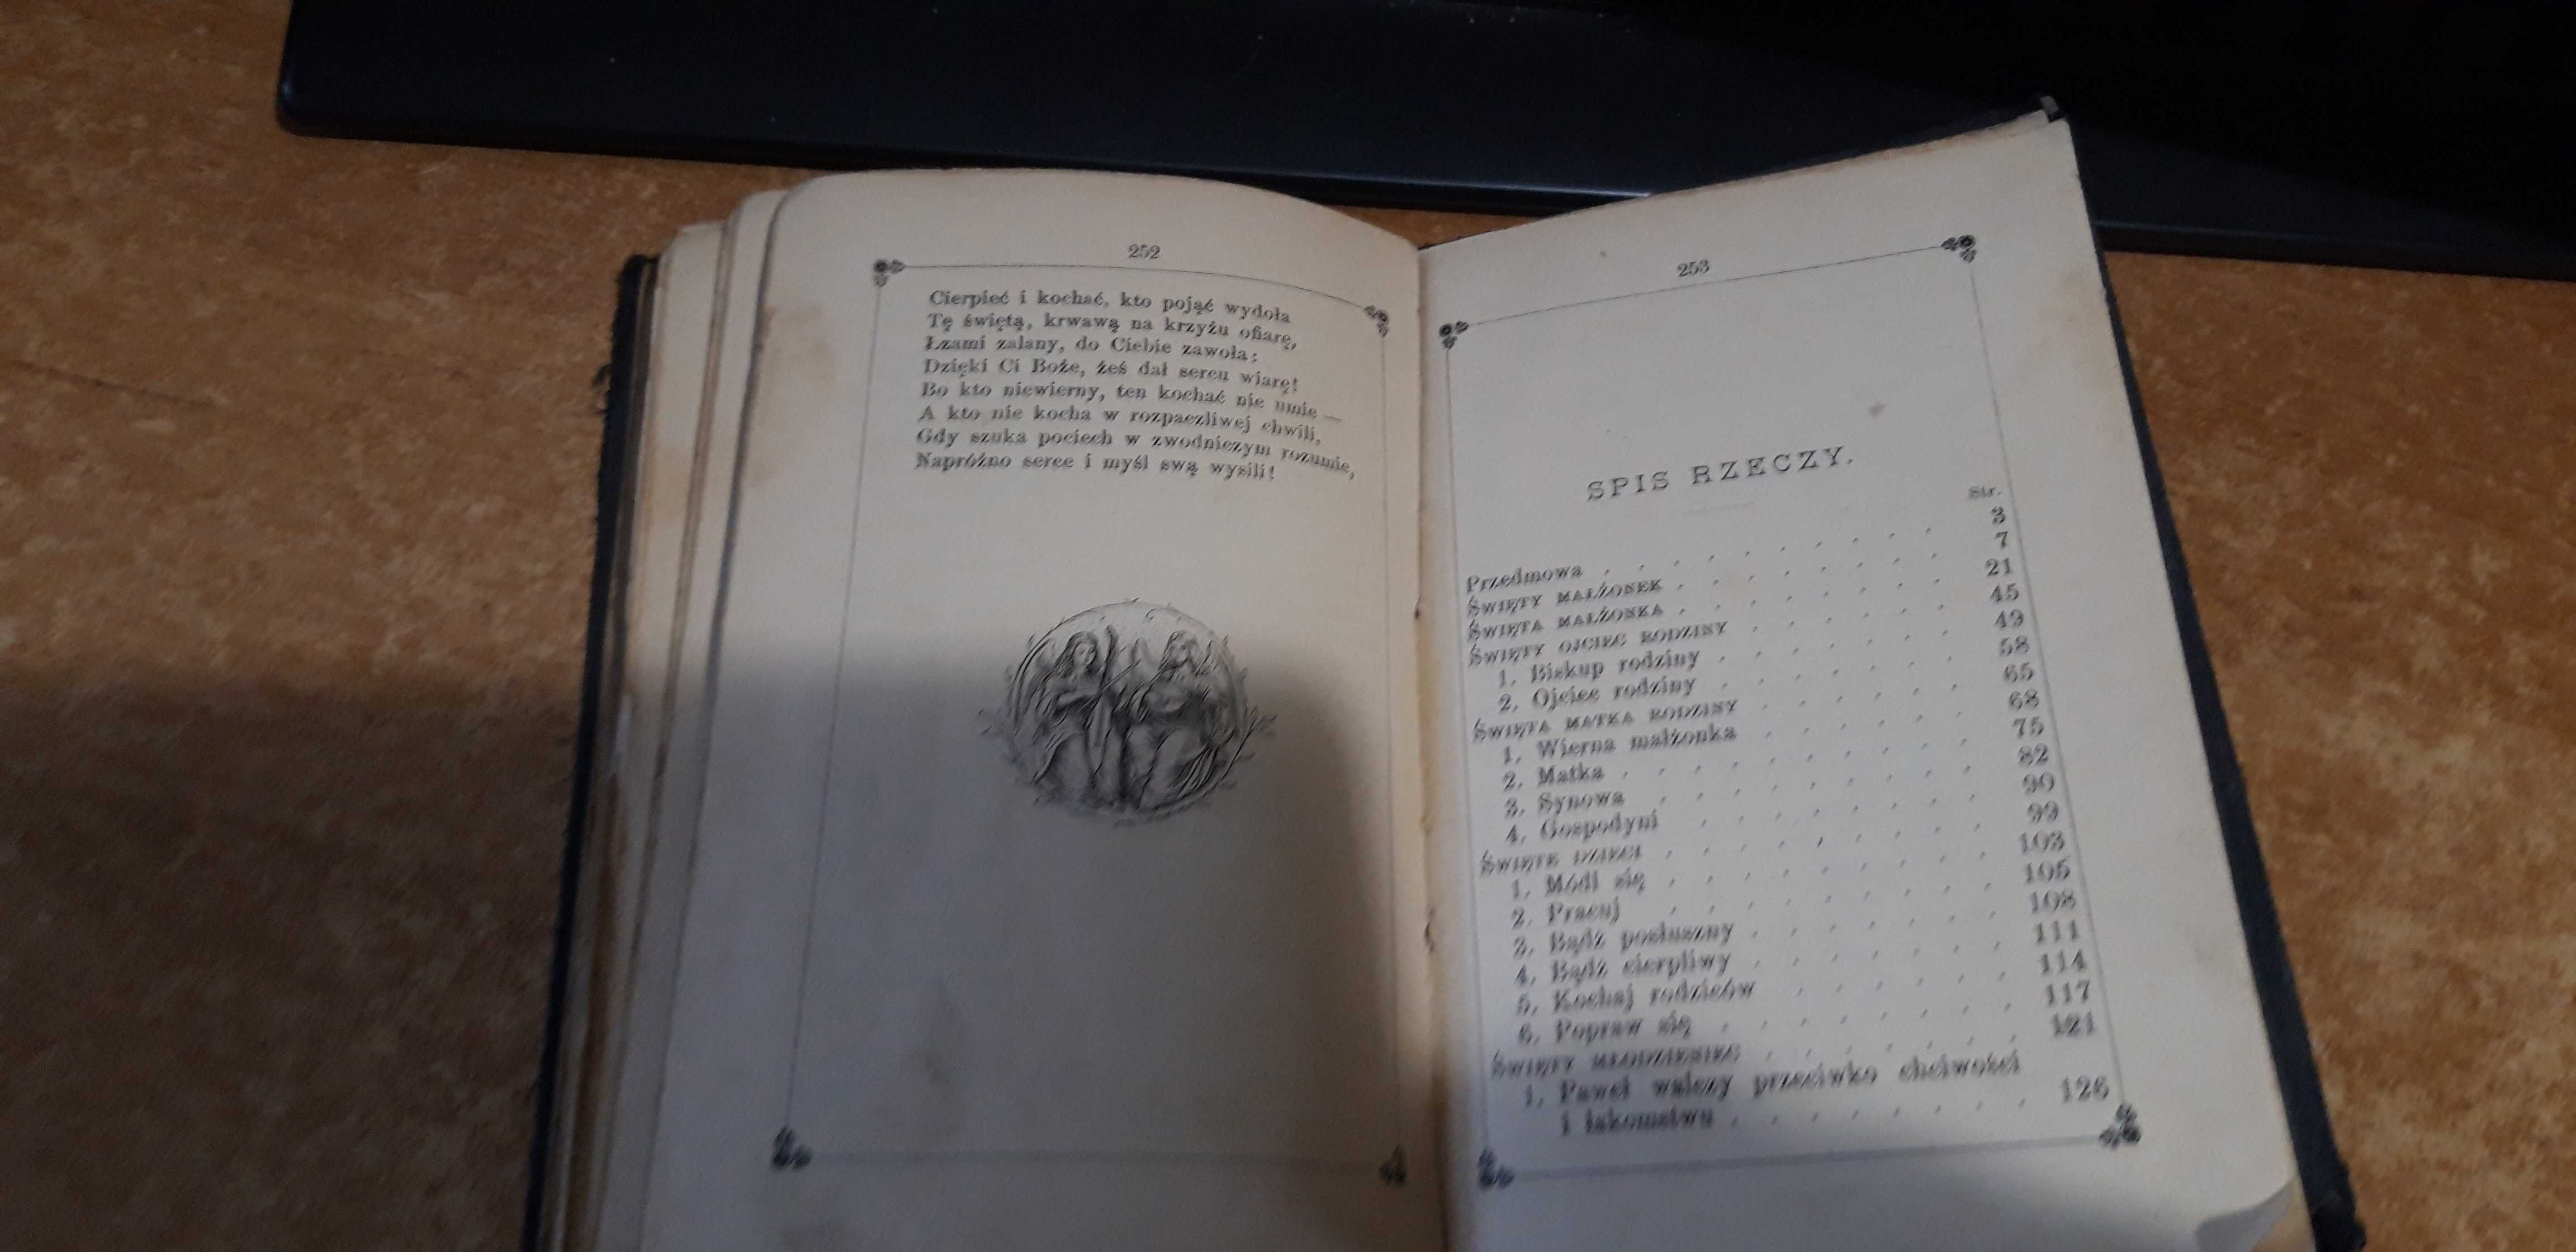 252
Cierpieć i kochać, kto pojąć wydoła
Tę świętą, krwawą na krzyżu ofiarę,
Łzami zalany, do Ciebie zawoła:
Dzięki Ci Boże, żeś dał sercu wiarę!
Bo kto niewierny, ten kochać nie umie —
A kto nie kocha w rozpaczliwej chwili,
Gdy szuka pociech w zwodniczym rozumie,
Napróżno serce i myśl swą wysili!
253
SPIS RZECZY.
Str.
Przedmowa . . . . . . . . . 3
ŚWIĘTY MAŁŻONEK . . . . . . . . 7
ŚWIĘTA MAŁŻONKA . . . . . . . . 21
ŚWIĘTY OJCIEC RODZINY . . . . . . 45
1. Biskup rodziny . . . . . . . 49
2. Ojciec rodziny . . . . . . . 58
ŚWIĘTA MATKA RODZINY . . . . . . 65
1. Wierna małżonka . . . . . . 68
2. Matka . . . . . . . . . . 75
3. Synowa . . . . . . . . . 82
4. Gospodyni . . . . . . . . 90
ŚWIĘTE DZIECI . . . . . . . . . 99
1. Módl się . . . . . . . . . 103
2. Pracuj . . . . . . . . . 105
3. Bądź posłuszny . . . . . . . 108
4. Bądź cierpliwy . . . . . . . 111
5. Kochaj rodziców . . . . . . 114
6. Popraw się . . . . . . . . 117
ŚWIĘTY MŁODZIENIEC . . . . . . . 121
1. Paweł walczy przeciwko chciwości
i łakomstwu . . . . . . . . 126